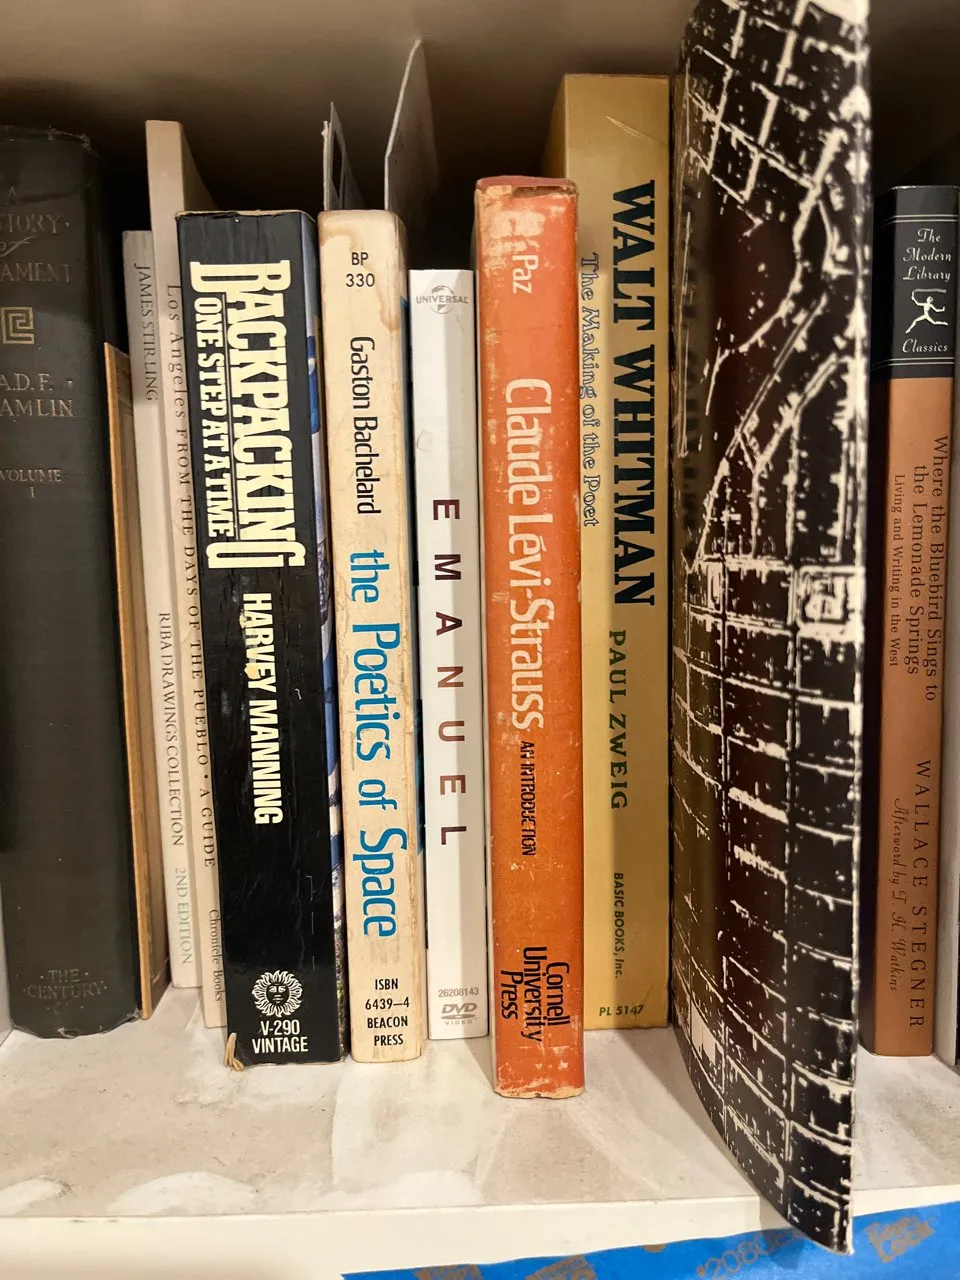 A
STORY
of
AMENT
A.D.F.
AMLIN
VOLUME
I
THE
CENTURY
JAMES STIRLING
RIBA DRAWINGS COLLECTION
2ND EDITION
Los Angeles FROM THE DAYS OF THE PUEBLO • A GUIDE
Chronicle Books
BACKPACKING
ONE STEP AT A TIME
HARVEY MANNING
V-290
VINTAGE
BP
330
Gaston Bachelard
the Poetics of Space
ISBN
6439—4
BEACON
PRESS
UNIVERSAL
EMANUEL
26208143
DVD
VIDEO
Paz
Claude Lévi-Strauss
AN INTRODUCTION
Cornell
University
Press
WALT WHITMAN
The Making of the Poet
PAUL ZWEIG
BASIC BOOKS, Inc.
PL 5147
The
Modern
Library
Classics
Where the Bluebird Sings to
the Lemonade Springs
Living and Writing in the West
WALLACE STEGNER
Afterword by T. H. Watkins
2080